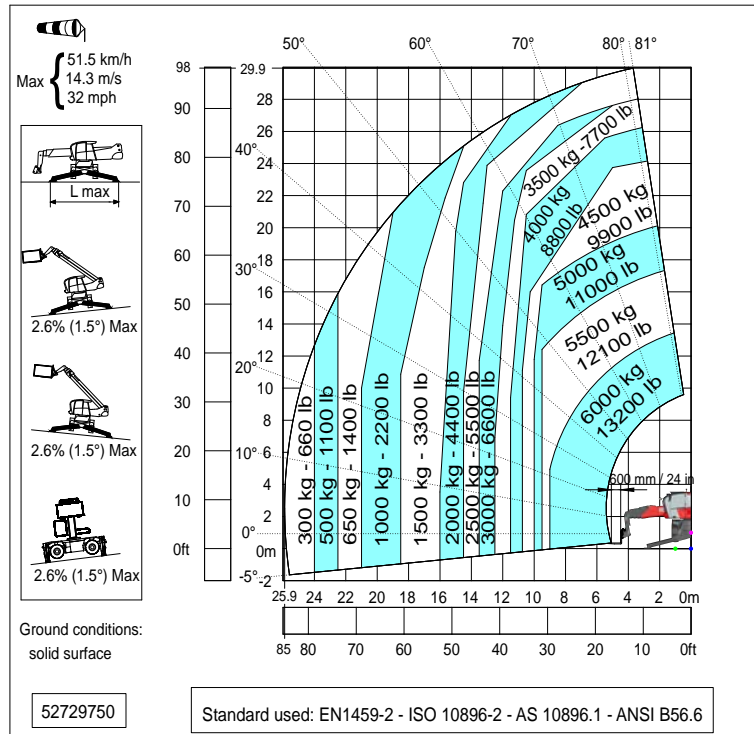 51.5 km/h
Max { 14.3 m/s
32 mph
L max
2.6% (1.5°) Max
2.6% (1.5°) Max
2.6% (1.5°) Max
Ground conditions:
solid surface
52729750
98
90
80
70
60
50
40
30
20
10
0ft
29.9
28
26
24
22
20
18
16
14
12
10
8
6
4
2
0m
-2
50°
60°
70°
80°
81°
40°
30°
20°
10°
0°
-5°
3500 kg -7700 lb
4000 kg
8800 lb
4500 kg
9900 lb
5000 kg
11000 lb
5500 kg
12100 lb
6000 kg
13200 lb
300 kg - 660 lb
500 kg - 1100 lb
650 kg - 1400 lb
1000 kg - 2200 lb
1500 kg - 3300 lb
2000 kg - 4400 lb
2500 kg - 5500 lb
3000 kg - 6600 lb
600 mm / 24 in
25.9 24 22 20 18 16 14 12 10 8 6 4 2 0m
85 80 70 60 50 40 30 20 10 0ft
Standard used: EN1459-2 - ISO 10896-2 - AS 10896.1 - ANSI B56.6